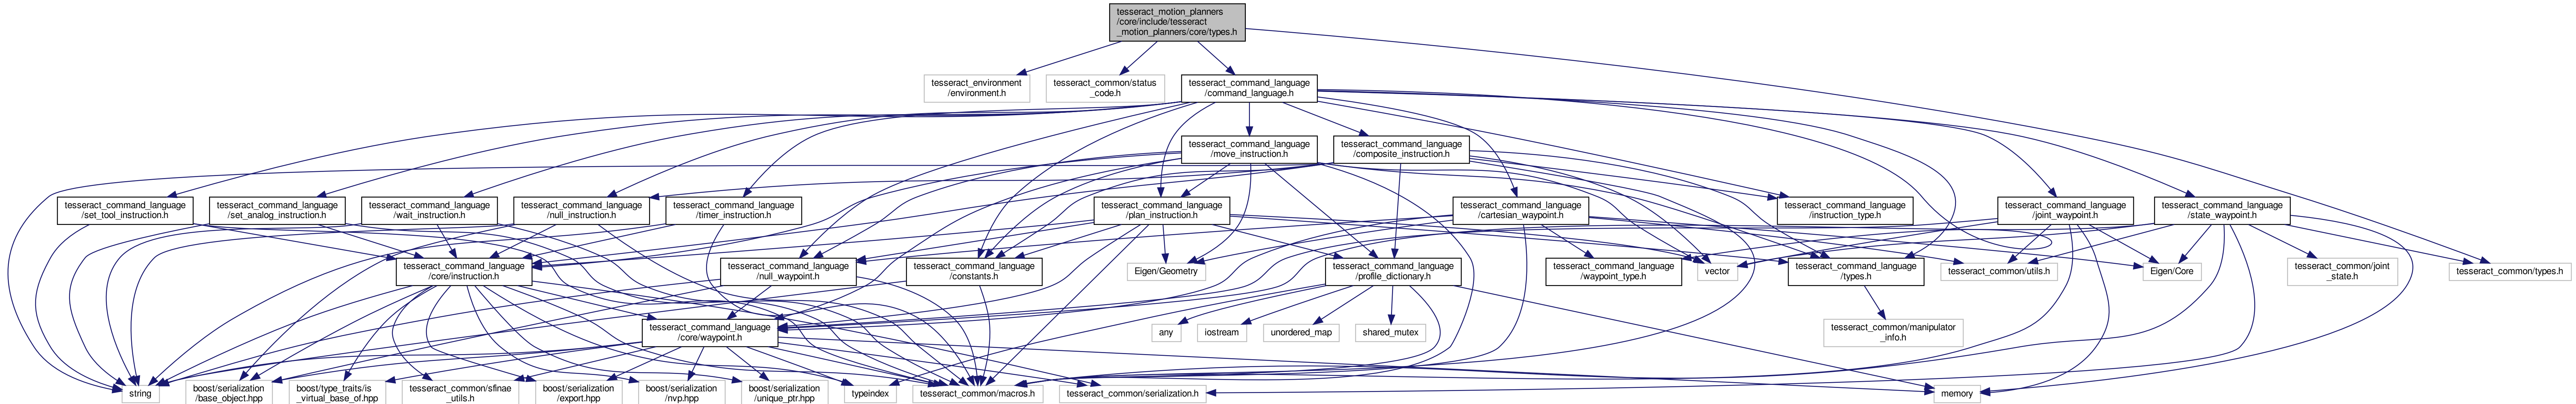 tesseract_motion_planners
/core/include/tesseract
_motion_planners/core/types.h
tesseract_environment
/environment.h
tesseract_common/status
_code.h
tesseract_command_language
/command_language.h
tesseract_command_language
/move_instruction.h
tesseract_command_language
/composite_instruction.h
tesseract_command_language
/set_tool_instruction.h
tesseract_command_language
/set_analog_instruction.h
tesseract_command_language
/wait_instruction.h
tesseract_command_language
/null_instruction.h
tesseract_command_language
/timer_instruction.h
tesseract_command_language
/plan_instruction.h
tesseract_command_language
/cartesian_waypoint.h
tesseract_command_language
/instruction_type.h
tesseract_command_language
/joint_waypoint.h
tesseract_command_language
/state_waypoint.h
tesseract_command_language
/core/instruction.h
tesseract_command_language
/null_waypoint.h
tesseract_command_language
/constants.h
Eigen/Geometry
tesseract_command_language
/profile_dictionary.h
tesseract_command_language
/waypoint_type.h
vector
tesseract_command_language
/types.h
tesseract_common/utils.h
Eigen/Core
tesseract_common/joint
_state.h
tesseract_common/types.h
tesseract_command_language
/core/waypoint.h
any
iostream
unordered_map
shared_mutex
tesseract_common/manipulator
_info.h
string
boost/serialization
/base_object.hpp
boost/type_traits/is
_virtual_base_of.hpp
tesseract_common/sfinae
_utils.h
boost/serialization
/export.hpp
boost/serialization
/nvp.hpp
boost/serialization
/unique_ptr.hpp
typeindex
tesseract_common/macros.h
tesseract_common/serialization.h
memory